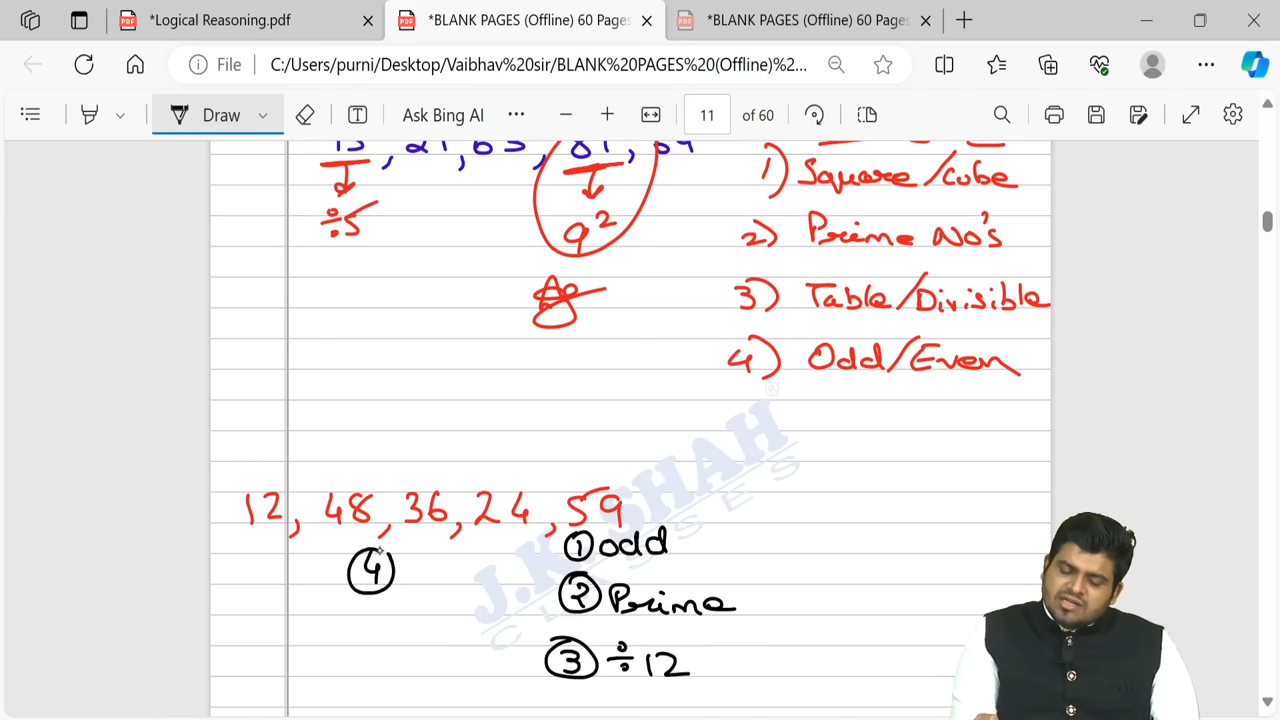 *Logical Reasoning.pdf
*BLANK PAGES (Offline) 60 Pages
*BLANK PAGES (Offline) 60 Pages
File C:/Users/purni/Desktop/Vaibhav%20sir/BLANK%20PAGES%20(Offline)%2...
Draw Ask Bing AI 11 of 60
÷5
9²
1) Square/Cube
2) Prime No's
3) Table/Divisible
4) Odd/Even
J.K. SHAH®
CLASSES
12, 48, 36, 24, 59
4
① odd
② Prime
③ ÷12